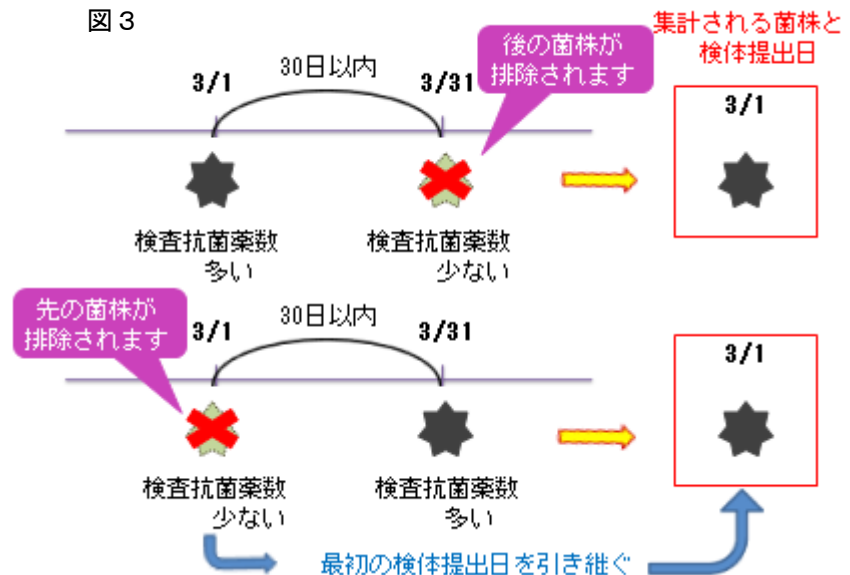 図３
集計される菌株と
検体提出日
後の菌株が
排除されます
30日以内
3/1
3/31
3/1
検査抗菌薬数
多い
検査抗菌薬数
少ない
先の菌株が
排除されます
30日以内
3/1
3/31
3/1
検査抗菌薬数
少ない
検査抗菌薬数
多い
最初の検体提出日を引き継ぐ